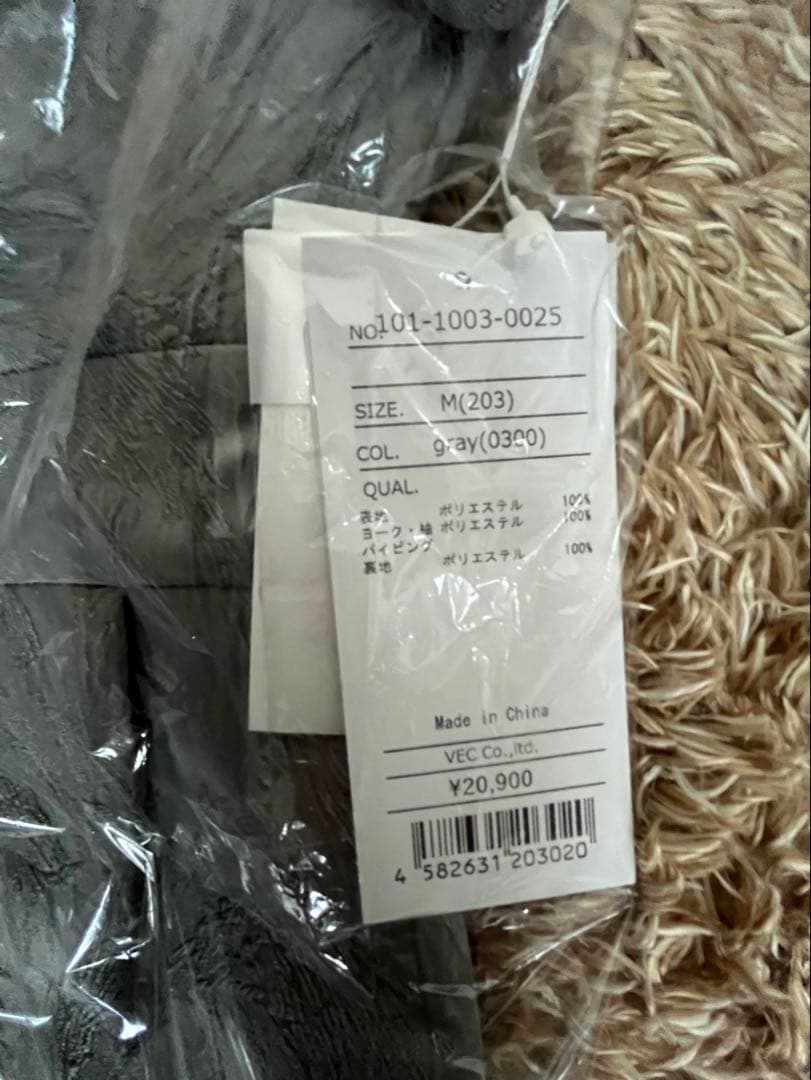 NO.101-1003-0025
SIZE. M(203)
COL. gray(0300)
QUAL.
表地 ポリエステル 100%
ヨーク・袖 ポリエステル 100%
パイピング
裏地 ポリエステル 100%
Made in China
VEC Co.,ltd.
¥20,900
4 582631 203020